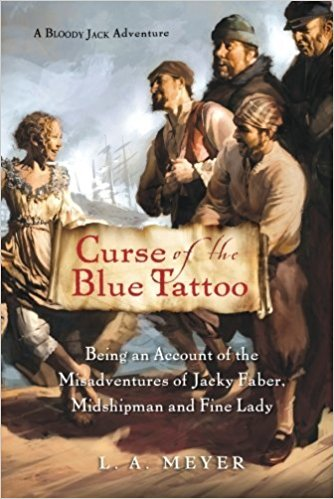 A BLOODY JACK ADVENTURE
Curse of the
Blue Tattoo
Being an Account of the
Misadventures of Jacky Faber,
Midshipman and Fine Lady
L. A. MEYER